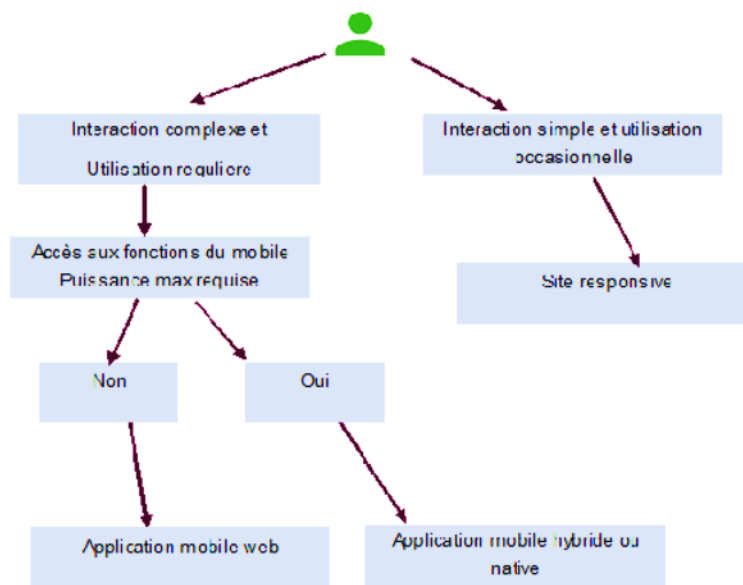 Interaction complexe et
Utilisation reguliere
Interaction simple et utilisation
occasionnelle
Accès aux fonctions du mobile
Puissance max requise
Site responsive
Non
Oui
Application mobile web
Application mobile hybride ou
native